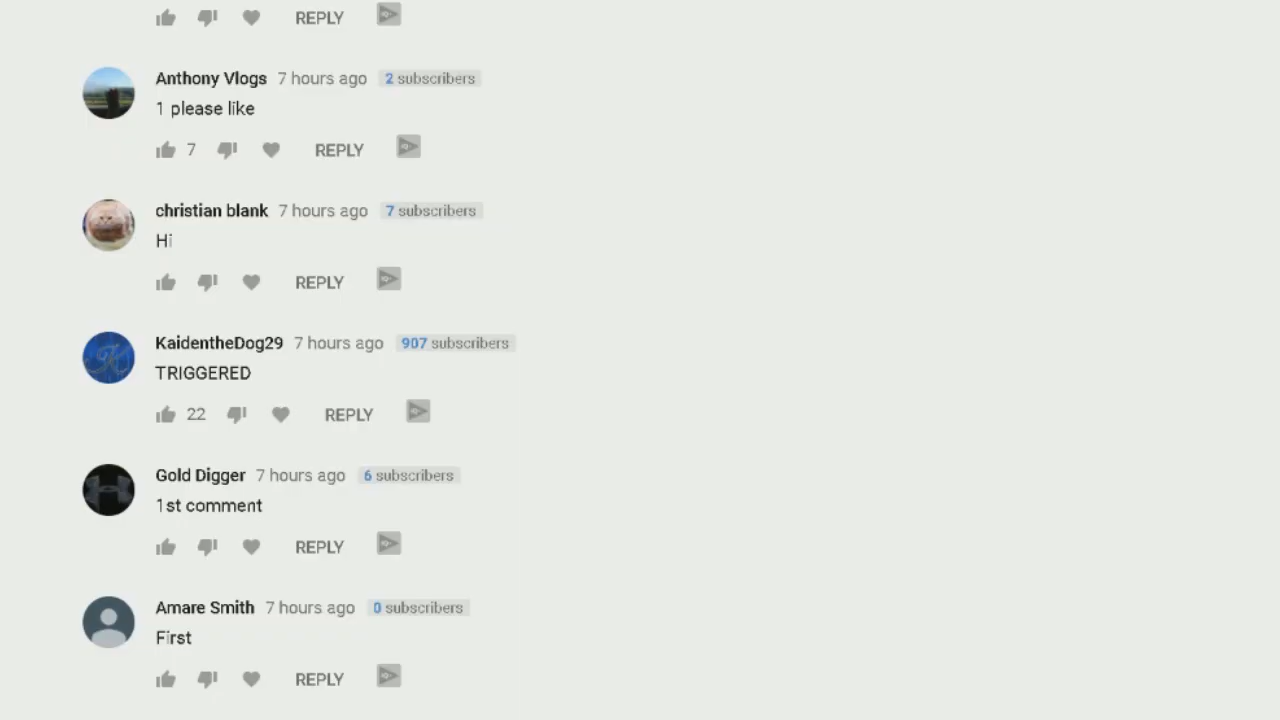 REPLY
Anthony Vlogs 7 hours ago 2 subscribers
1 please like
7 REPLY
christian blank 7 hours ago 7 subscribers
Hi
REPLY
KaidentheDog29 7 hours ago 907 subscribers
TRIGGERED
22 REPLY
Gold Digger 7 hours ago 6 subscribers
1st comment
REPLY
Amare Smith 7 hours ago 0 subscribers
First
REPLY